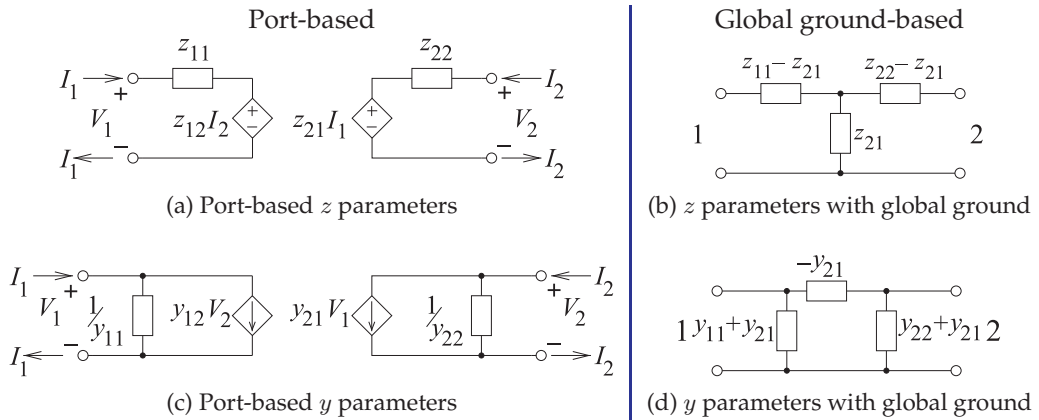 Port-based
Global ground-based
z11
z22
I1
I2
V1
+
z12I2
+
−
z21I1
+
−
+
V2
I1
−
−
I2
(a) Port-based z parameters
z11 − z21
z22 − z21
1
z21
2
(b) z parameters with global ground
I1
I2
V1
+
1/y11
y12V2
y21V1
1/y22
+
V2
I1
−
−
I2
(c) Port-based y parameters
−y21
1
y11+y21
y22+y21
2
(d) y parameters with global ground